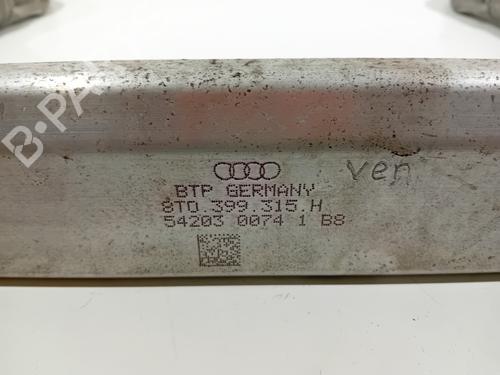 B-PA
ven
BTP GERMANY
8T0.399.315.H
54203 0074 1 B8